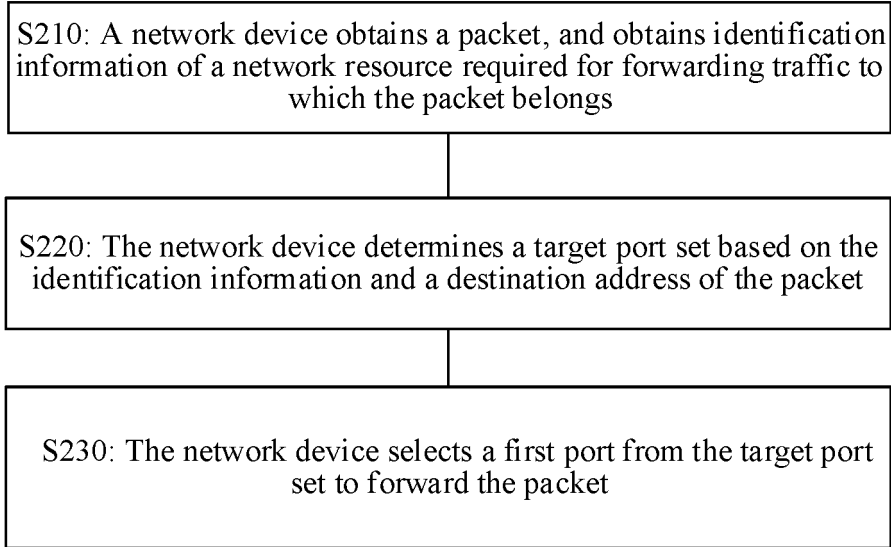 S210: A network device obtains a packet, and obtains identification
information of a network resource required for forwarding traffic to
which the packet belongs
S220: The network device determines a target port set based on the
identification information and a destination address of the packet
S230: The network device selects a first port from the target port
set to forward the packet